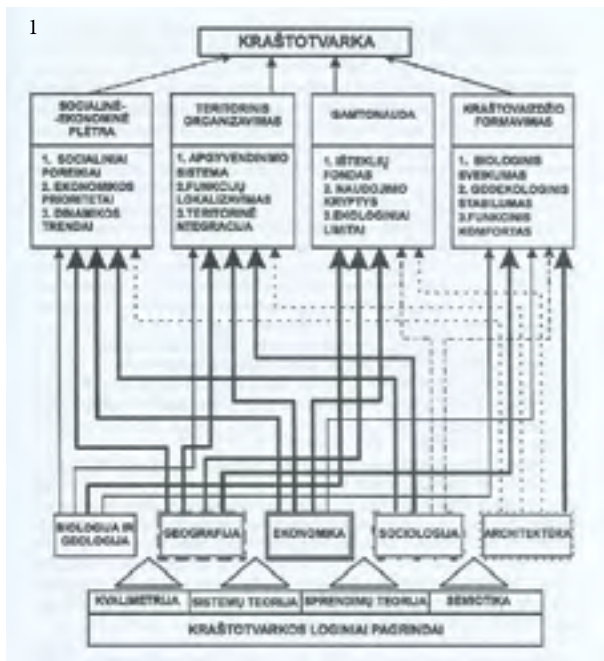 1
KRAŠTOTVARKA
SOCIALINĖ-
-EKONOMINĖ
PLĖTRA
1. SOCIALINIAI
POREIKIAI
2. EKONOMIKOS
PRIORITETAI
3. DINAMIKOS
TRENDAI
TERITORINIS
ORGANIZAVIMAS
1. APGYVENDINIMO
SISTEMA
2.FUNKCIJŲ
LOKALIZAVIMAS
3.TERITORINĖ
INTEGRACIJA
GAMTONAUDA
1. IŠTEKLIŲ
FONDAS
2. NAUDOJIMO
KRYPTYS
3.EKOLOGINIAI
LIMITAI
KRAŠTOVAIZDŽIO
FORMAVIMAS
1. BIOLOGINIS
SVEIKUMAS
2. GEOEKOLOGINIS
STABILUMAS
3.FUNKCINIS
KOMFORTAS
BIOLOGIJA IR
GEOLOGIJA
GEOGRAFIJA
EKONOMIKA
SOCIOLOGIJA
ARCHITEKTŪRA
KVALIMETRIJA
SISTEMŲ TEORIJA
SPRENDIMŲ TEORIJA
SEMIOTIKA
KRAŠTOTVARKOS LOGINIAI PAGRINDAI